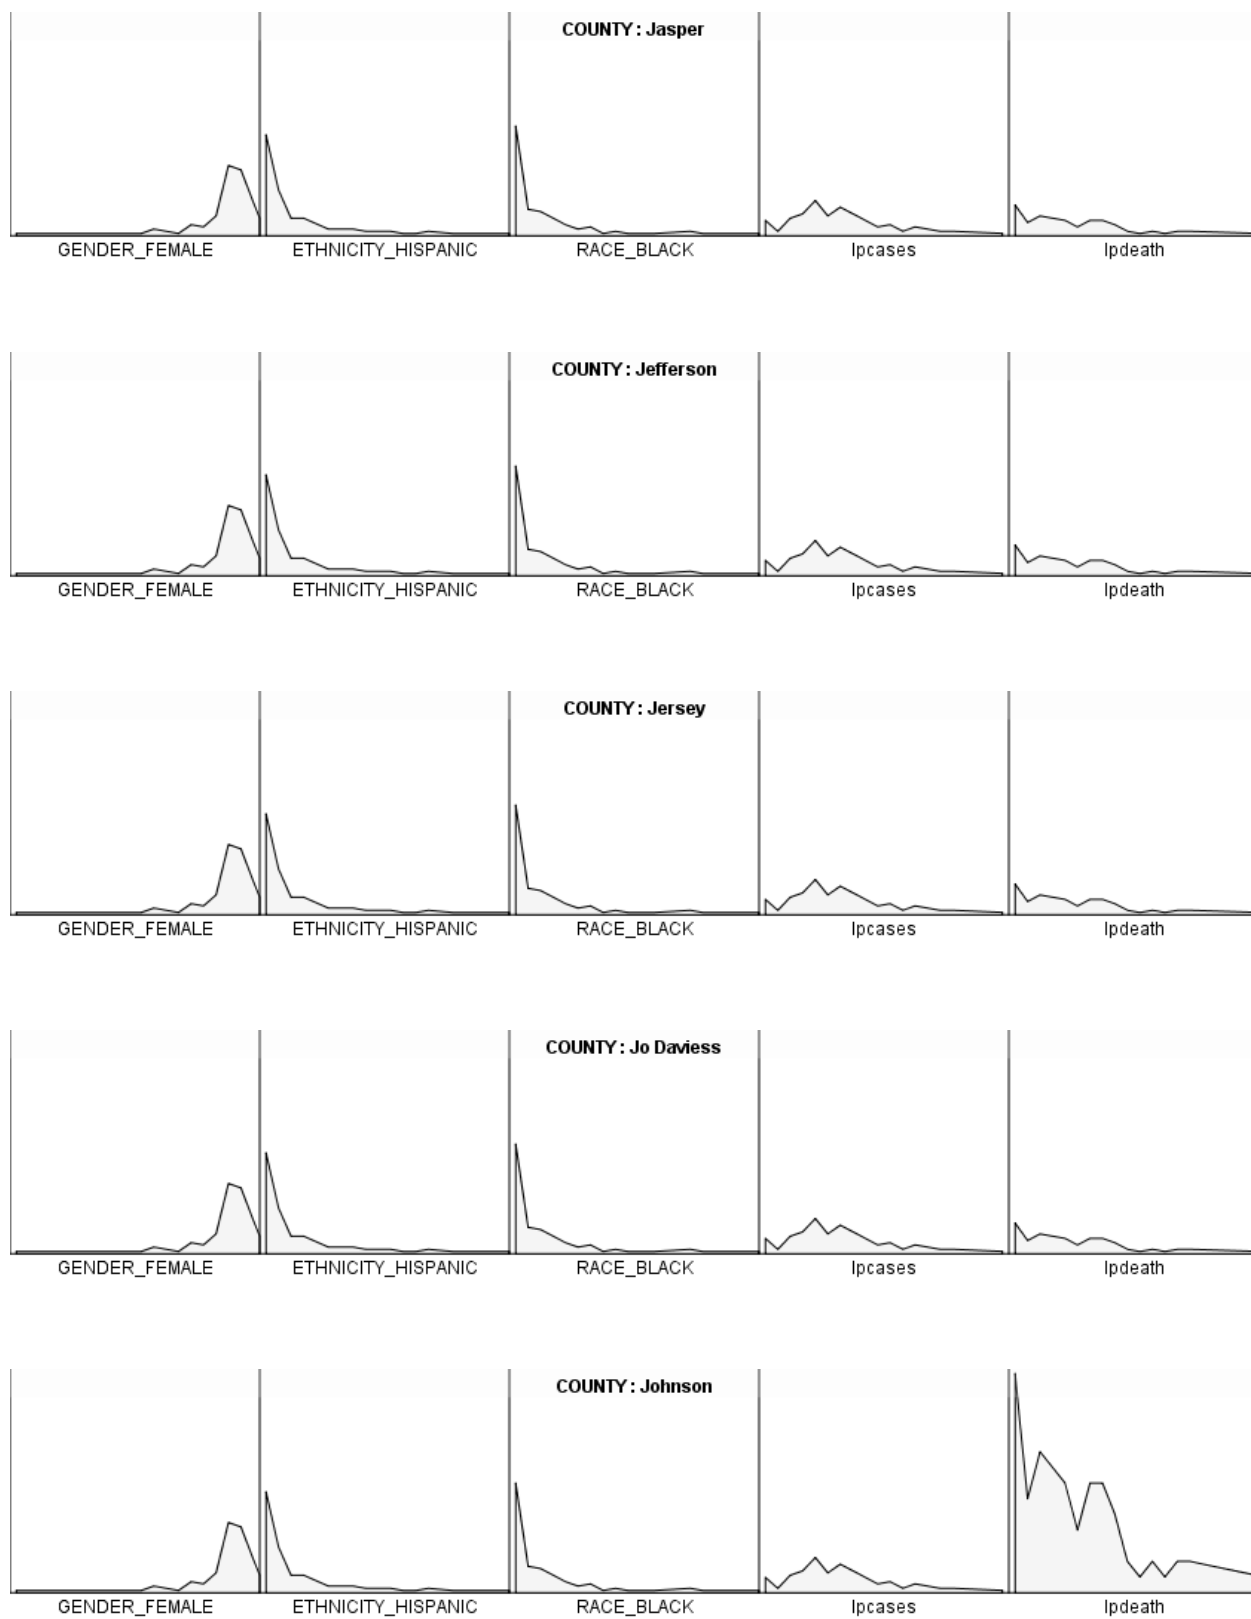 COUNTY: Jasper
GENDER_FEMALE ETHNICITY_HISPANIC RACE_BLACK lpcases lpdeath
COUNTY: Jefferson
GENDER_FEMALE ETHNICITY_HISPANIC RACE_BLACK lpcases lpdeath
COUNTY: Jersey
GENDER_FEMALE ETHNICITY_HISPANIC RACE_BLACK lpcases lpdeath
COUNTY: Jo Daviess
GENDER_FEMALE ETHNICITY_HISPANIC RACE_BLACK lpcases lpdeath
COUNTY: Johnson
GENDER_FEMALE ETHNICITY_HISPANIC RACE_BLACK lpcases lpdeath